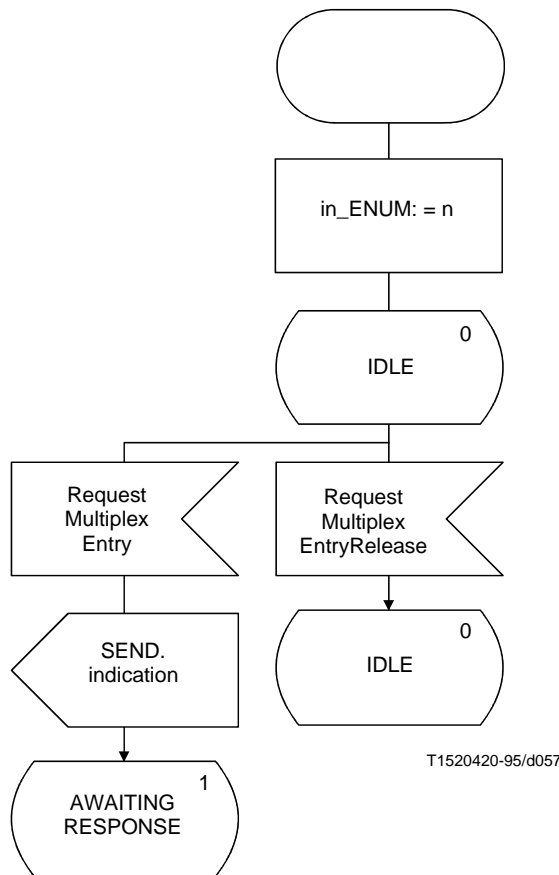 in_ENUM: = n
0
IDLE
Request
Multiplex
Entry
Request
Multiplex
EntryRelease
SEND.
indication
0
IDLE
T1520420-95/d057
1
AWAITING
RESPONSE